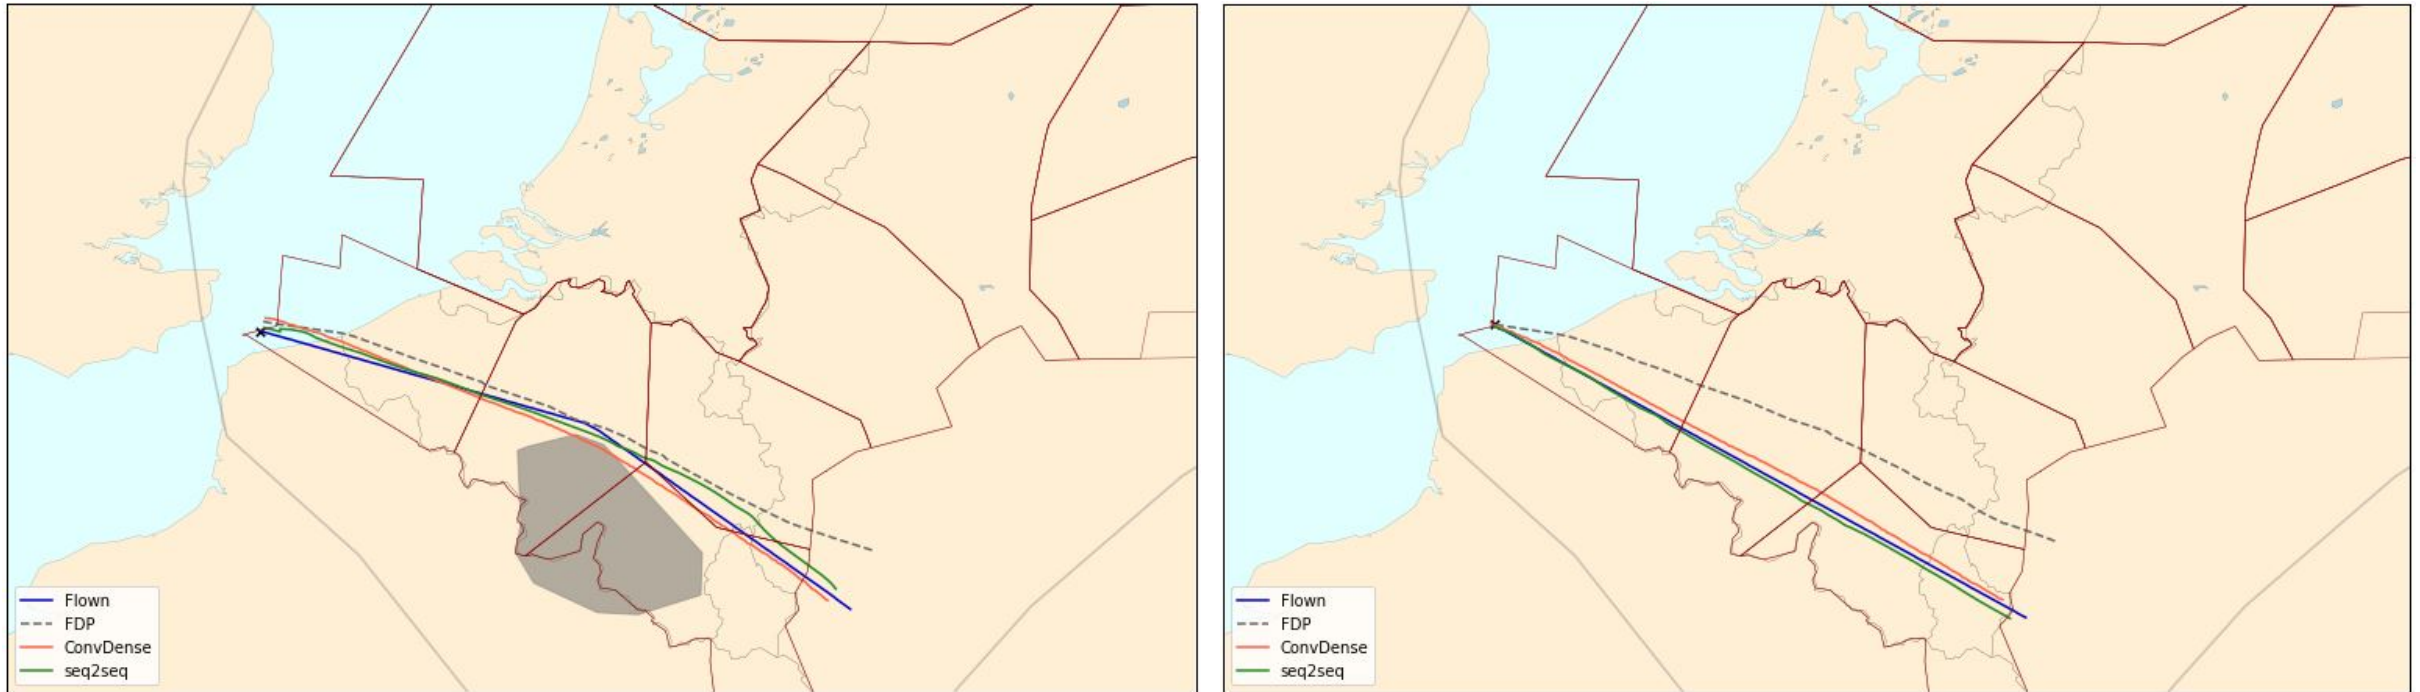 Flown
FDP
ConvDense
seq2seq
Flown
FDP
ConvDense
seq2seq